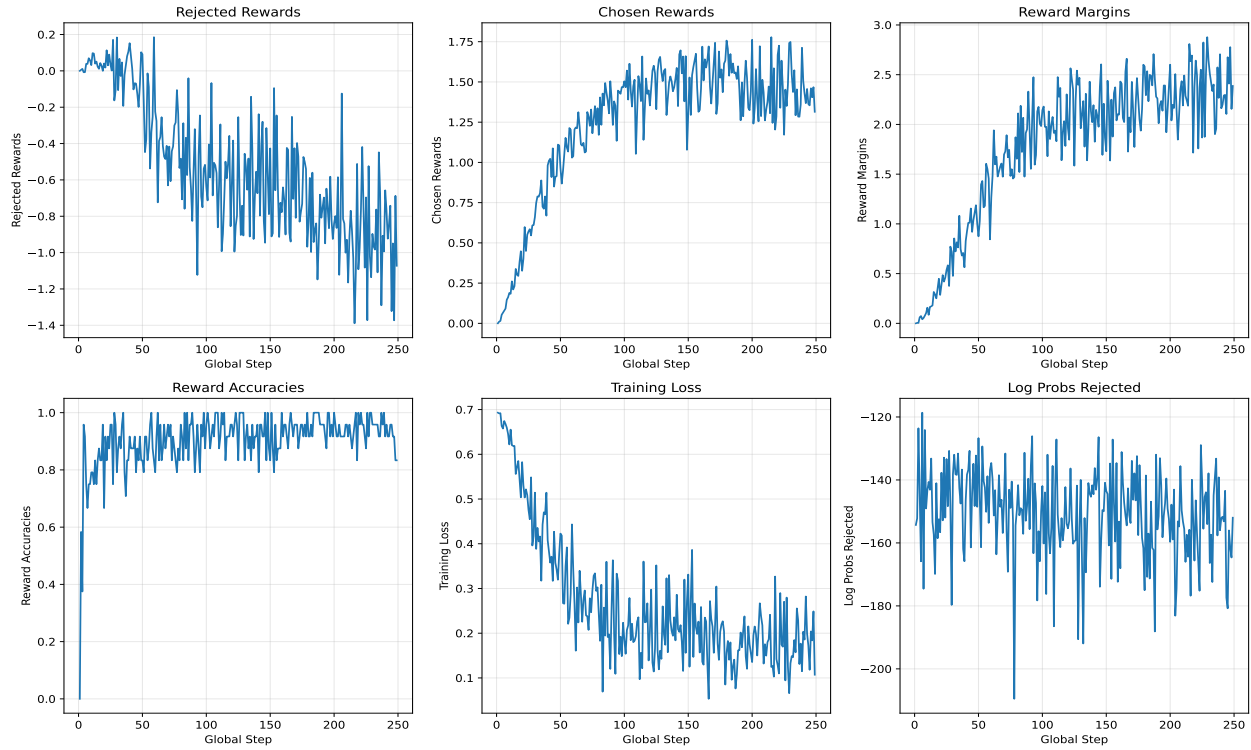 Rejected Rewards
Rejected Rewards
0.2
0.0
−0.2
−0.4
−0.6
−0.8
−1.0
−1.2
−1.4
0 50 100 150 200 250
Global Step
Chosen Rewards
Chosen Rewards
1.75
1.50
1.25
1.00
0.75
0.50
0.25
0.00
0 50 100 150 200 250
Global Step
Reward Margins
Reward Margins
3.0
2.5
2.0
1.5
1.0
0.5
0.0
0 50 100 150 200 250
Global Step
Reward Accuracies
Reward Accuracies
1.0
0.8
0.6
0.4
0.2
0.0
0 50 100 150 200 250
Global Step
Training Loss
Training Loss
0.7
0.6
0.5
0.4
0.3
0.2
0.1
0 50 100 150 200 250
Global Step
Log Probs Rejected
Log Probs Rejected
−120
−140
−160
−180
−200
0 50 100 150 200 250
Global Step